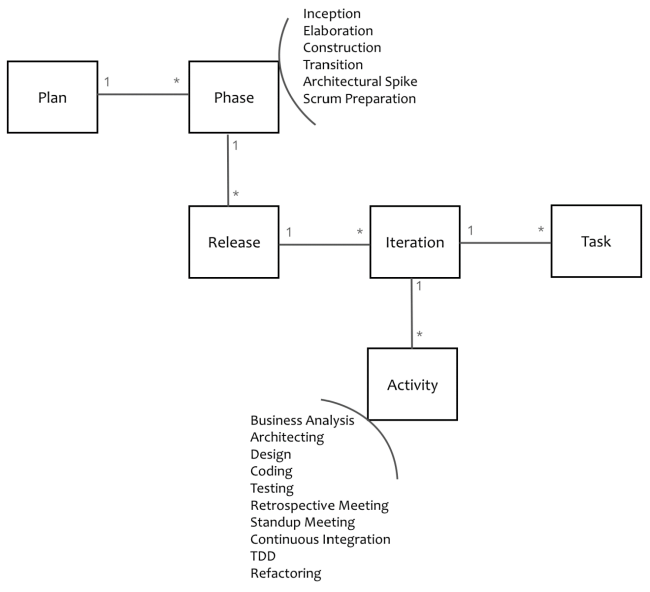 Inception
Elaboration
Construction
Transition
Architectural Spike
Scrum Preparation
Plan
1
*
Phase
1
*
Release
1
*
Iteration
1
*
Task
1
*
Activity
Business Analysis
Architecting
Design
Coding
Testing
Retrospective Meeting
Standup Meeting
Continuous Integration
TDD
Refactoring